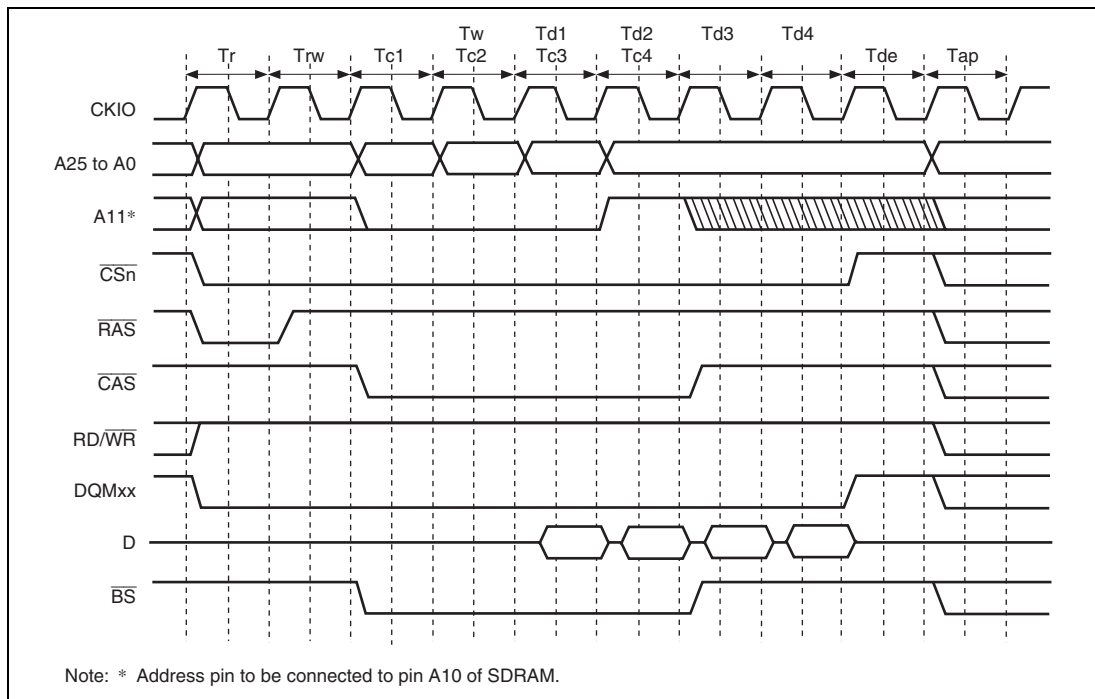 Tw Td1 Td2 Td3 Td4
Tr Trw Tc1 Tc2 Tc3 Tc4 Tde Tap
CKIO
A25 to A0
A11*
CSn
RAS
CAS
RD/WR
DQMxx
D
BS
Note: * Address pin to be connected to pin A10 of SDRAM.